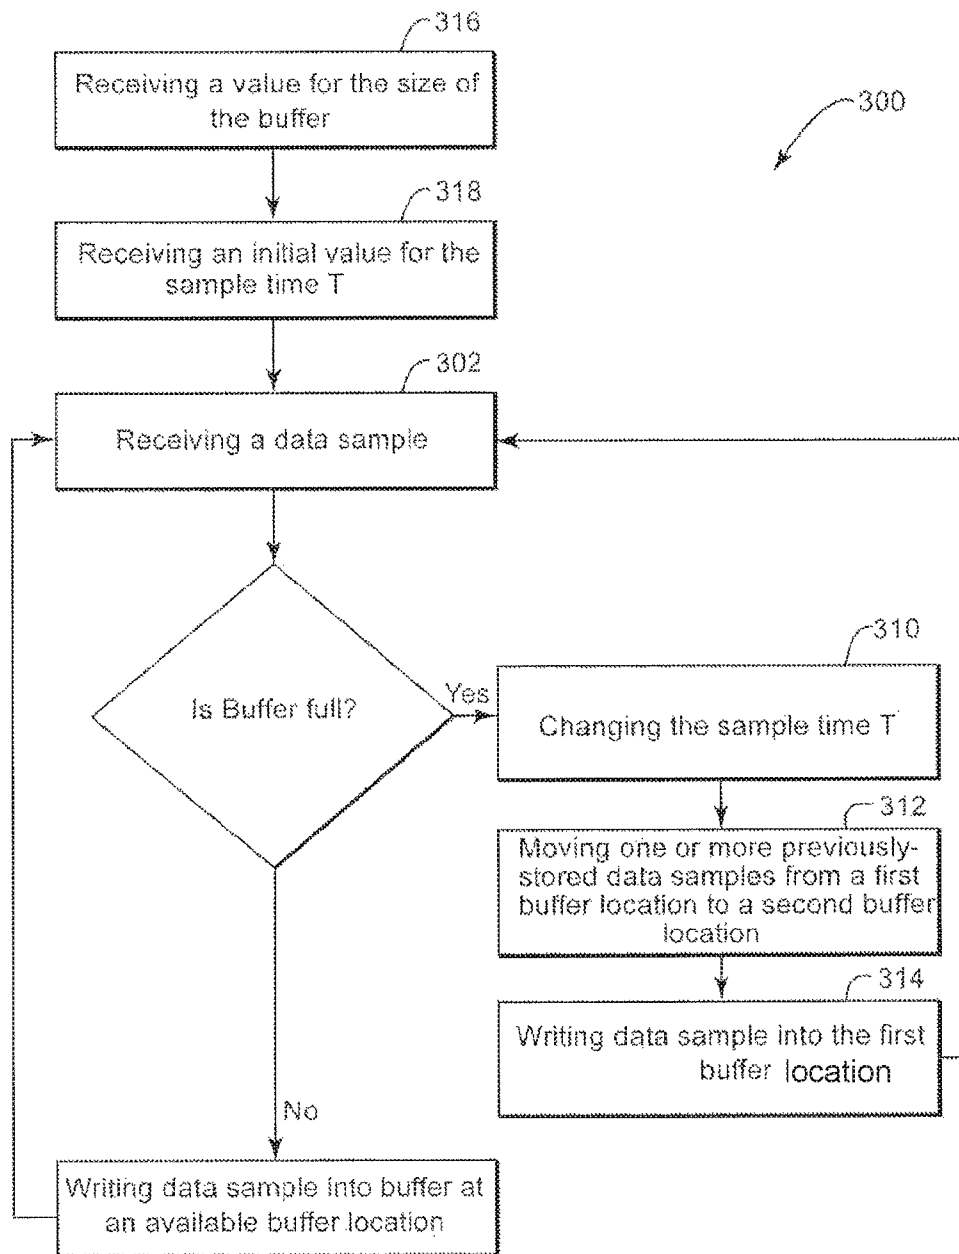 316
Receiving a value for the size of
the buffer
300
318
Receiving an initial value for the
sample time T
302
Receiving a data sample
Is Buffer full?
Yes
310
Changing the sample time T
312
Moving one or more previously-
stored data samples from a first
buffer location to a second buffer
location
314
Writing data sample into the first
buffer location
No
Writing data sample into buffer at
an available buffer location